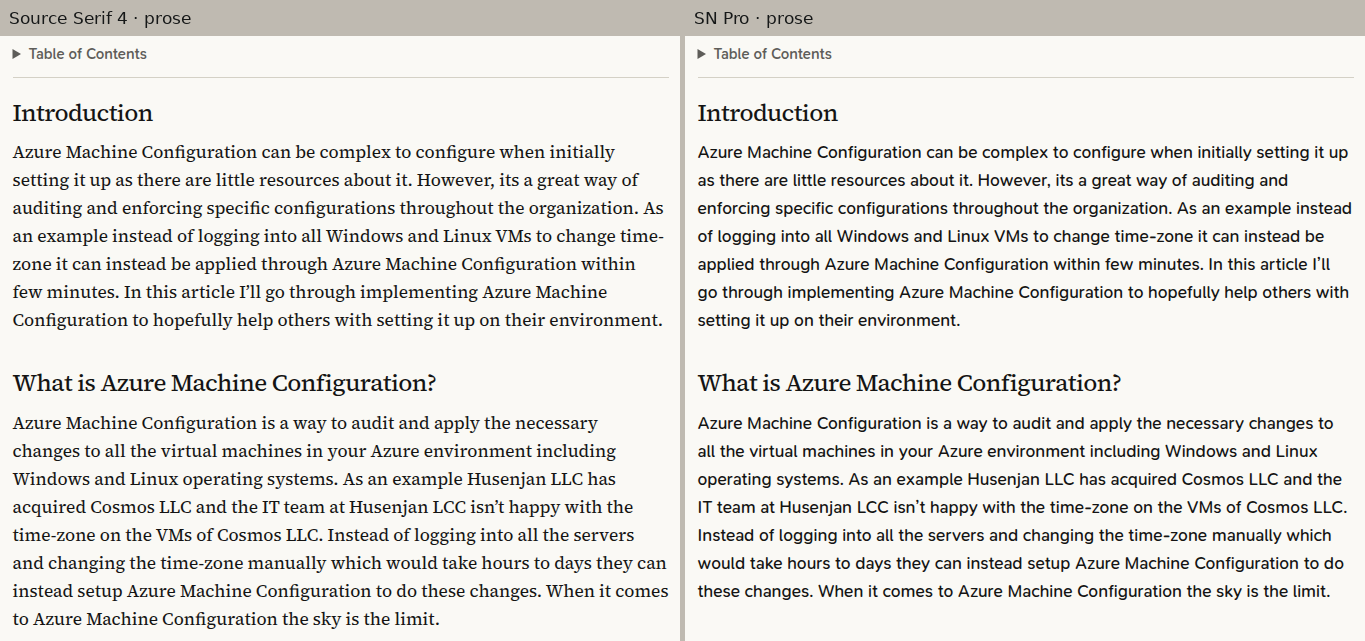 Source Serif 4 · prose
▶ Table of Contents
Introduction
Azure Machine Configuration can be complex to configure when initially
setting it up as there are little resources about it. However, its a great way of
auditing and enforcing specific configurations throughout the organization. As
an example instead of logging into all Windows and Linux VMs to change time-
zone it can instead be applied through Azure Machine Configuration within
few minutes. In this article I’ll go through implementing Azure Machine
Configuration to hopefully help others with setting it up on their environment.
What is Azure Machine Configuration?
Azure Machine Configuration is a way to audit and apply the necessary
changes to all the virtual machines in your Azure environment including
Windows and Linux operating systems. As an example Husenjan LLC has
acquired Cosmos LLC and the IT team at Husenjan LCC isn’t happy with the
time-zone on the VMs of Cosmos LLC. Instead of logging into all the servers
and changing the time-zone manually which would take hours to days they can
instead setup Azure Machine Configuration to do these changes. When it comes
to Azure Machine Configuration the sky is the limit.
SN Pro · prose
▶ Table of Contents
Introduction
Azure Machine Configuration can be complex to configure when initially setting it up
as there are little resources about it. However, its a great way of auditing and
enforcing specific configurations throughout the organization. As an example instead
of logging into all Windows and Linux VMs to change time-zone it can instead be
applied through Azure Machine Configuration within few minutes. In this article I’ll
go through implementing Azure Machine Configuration to hopefully help others with
setting it up on their environment.
What is Azure Machine Configuration?
Azure Machine Configuration is a way to audit and apply the necessary changes to
all the virtual machines in your Azure environment including Windows and Linux
operating systems. As an example Husenjan LLC has acquired Cosmos LLC and the
IT team at Husenjan LCC isn’t happy with the time-zone on the VMs of Cosmos LLC.
Instead of logging into all the servers and changing the time-zone manually which
would take hours to days they can instead setup Azure Machine Configuration to do
these changes. When it comes to Azure Machine Configuration the sky is the limit.